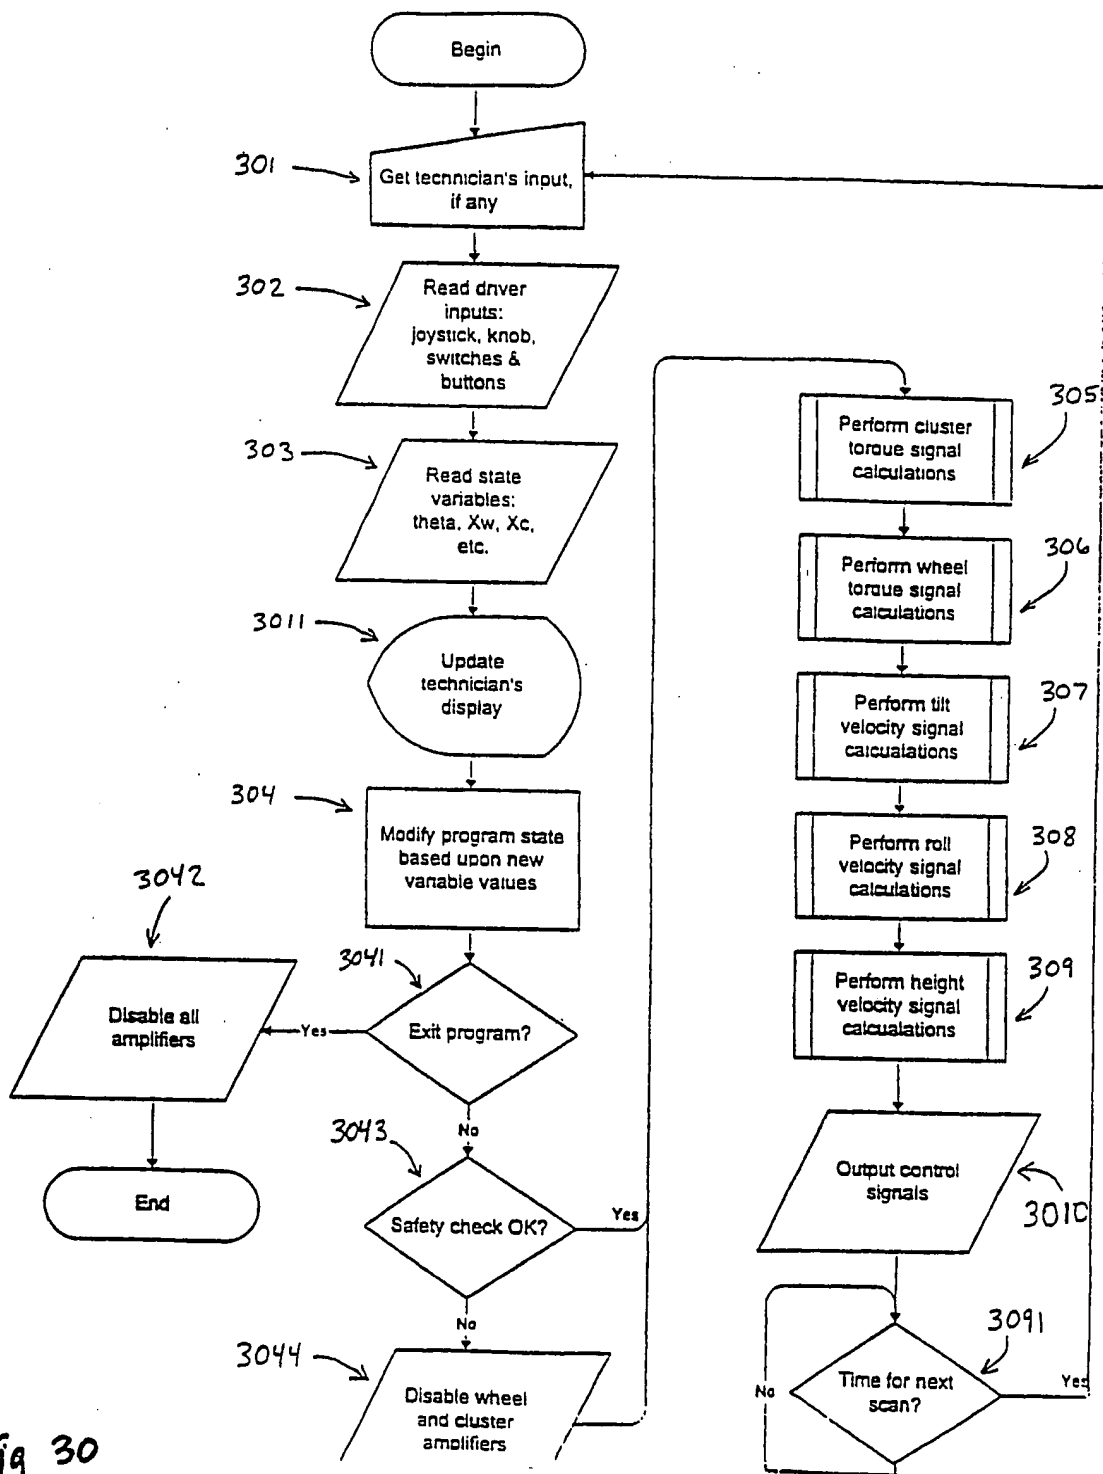 Begin
301
Get technician's input,
if any
302
Read driver
inputs:
joystick, knob,
switches &
buttons
303
Read state
variables:
theta, Xw, Xc,
etc.
3011
Update
technician's
display
304
Modify program state
based upon new
variable values
3042
Disable all
amplifiers
End
3041
Exit program?
Yes
No
3043
Safety check OK?
Yes
No
3044
Disable wheel
and cluster
amplifiers
305
Perform cluster
torque signal
calculations
306
Perform wheel
torque signal
calculations
307
Perform tilt
velocity signal
calcualations
308
Perform roll
velocity signal
calculations
309
Perform height
velocity signal
calcualations
Output control
signals
3010
3091
Time for next
scan?
No
Yes
ig 30